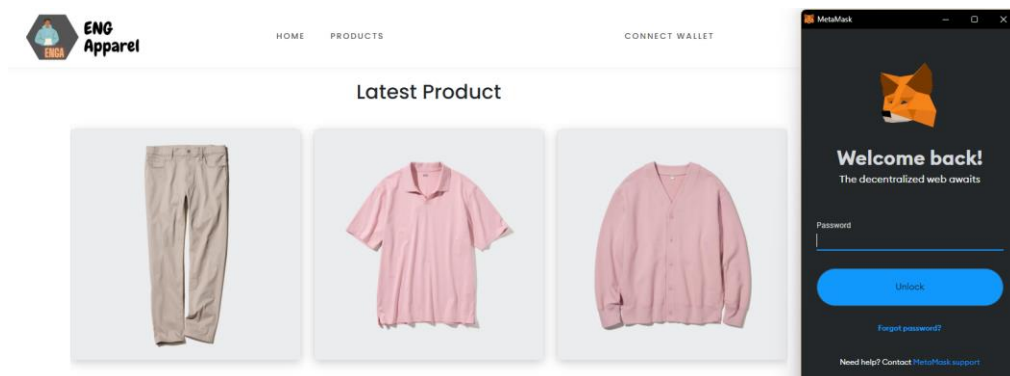 ENGA
ENG
Apparel
HOME
PRODUCTS
CONNECT WALLET
Latest Product
MetaMask
Welcome back!
The decentralized web awaits
Password
Unlock
Forgot password?
Need help? Contact MetaMask support